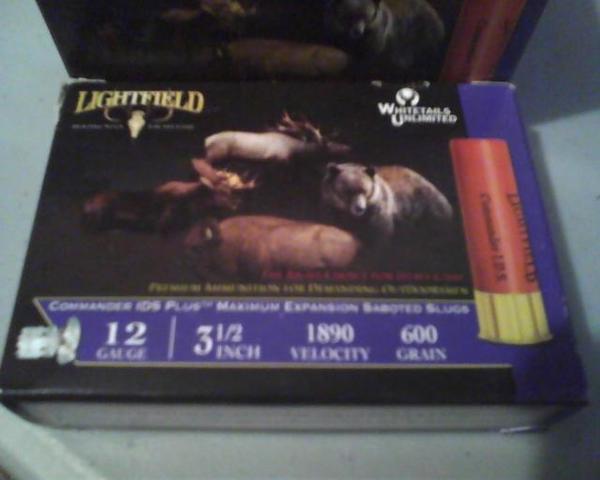 LIGHTFIELD
WHITETAILS
UNLIMITED
PREMIUM AMMUNITION FOR DEMANDING OUTDOORSMEN
COMMANDER IDS PLUS™ MAXIMUM EXPANSION SABOTED SLUGS
12
GAUGE
3 1/2
INCH
1890
VELOCITY
600
GRAIN
LIGHTFIELD
Commander I.D.S.